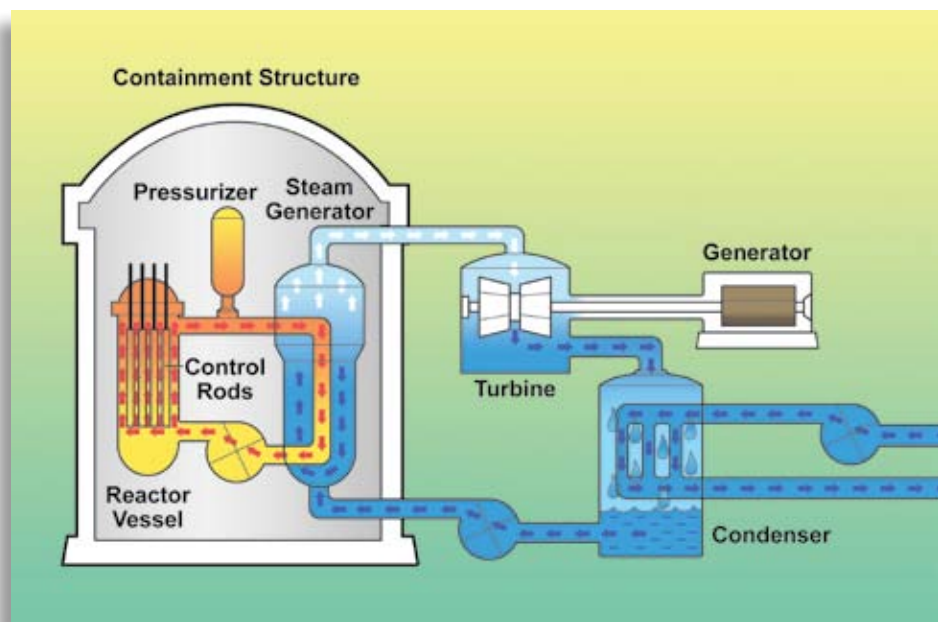 Containment Structure
Pressurizer
Steam
Generator
Generator
Control
Rods
Turbine
Reactor
Vessel
Condenser